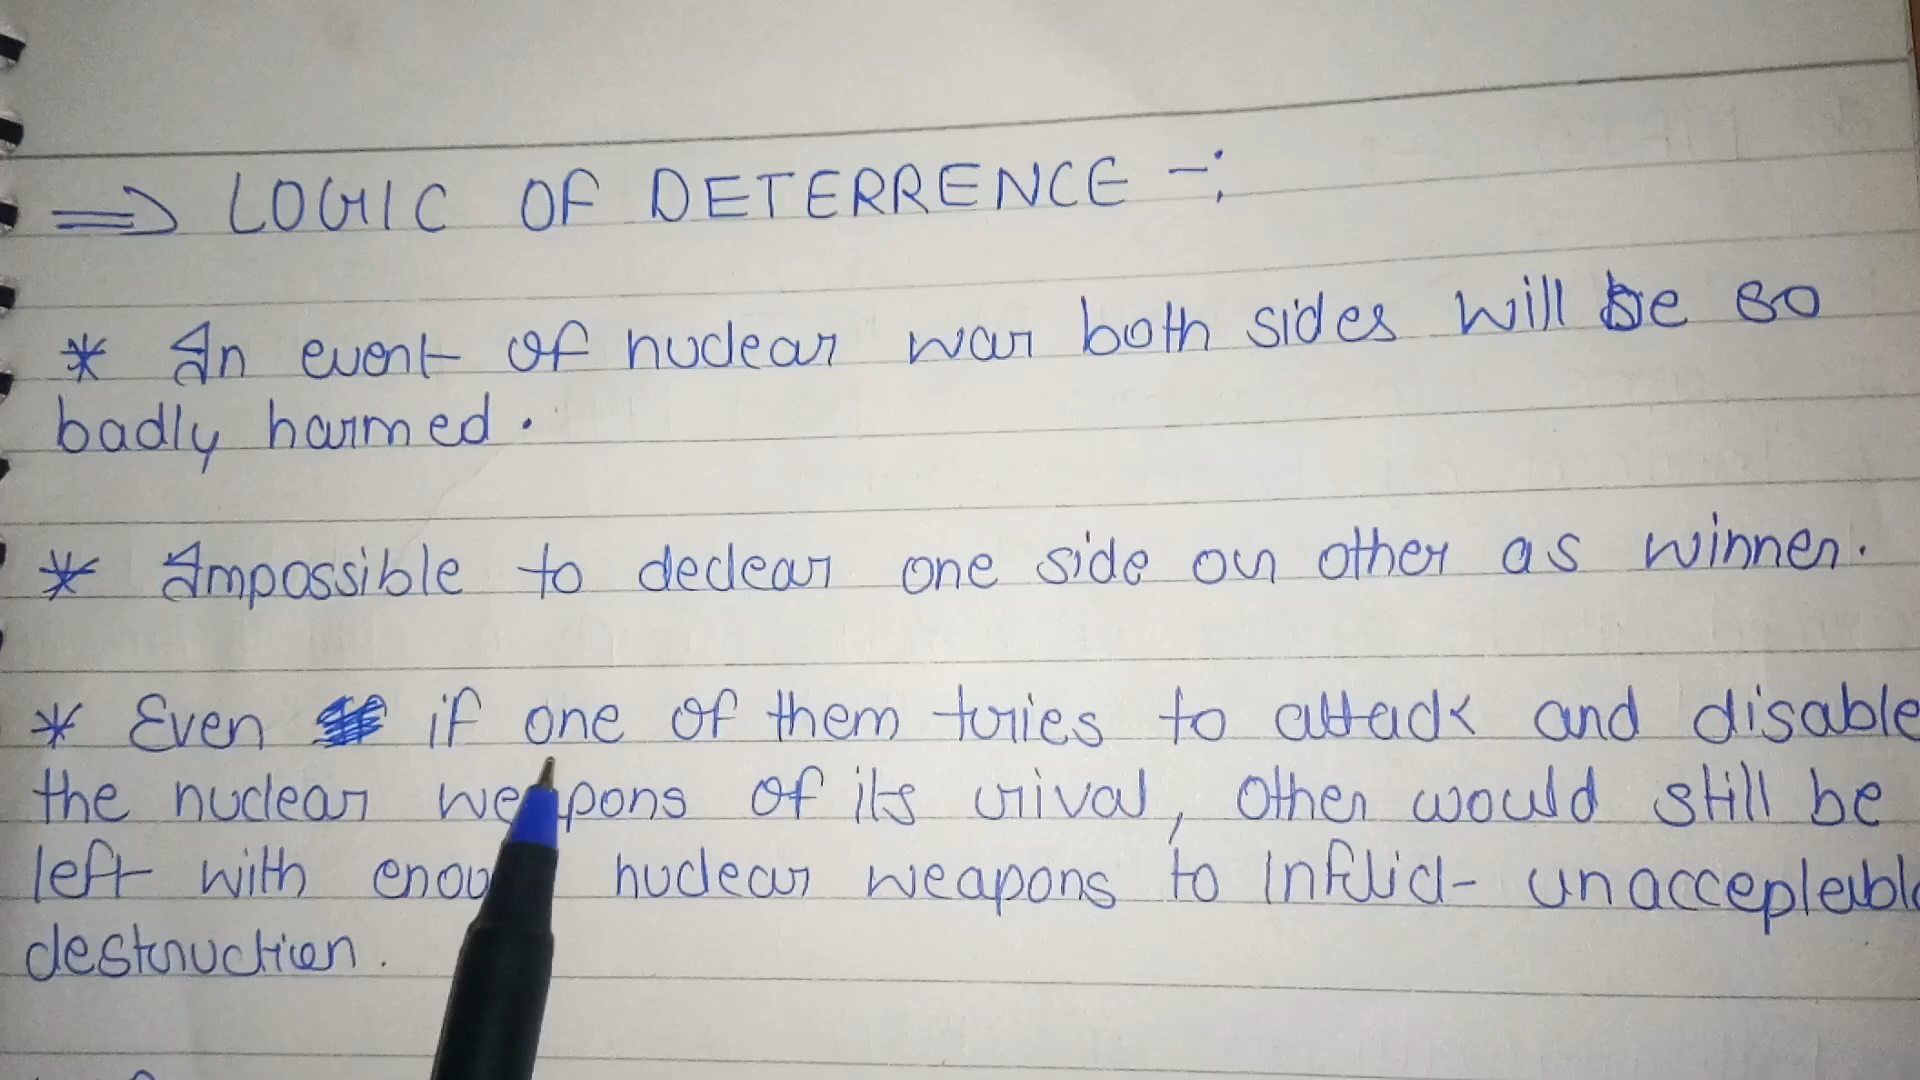 ⇒ LOGIC OF DETERRENCE -:
* In event of nuclear war both sides will be so
badly harmed.
* Impossible to declear one side or other as winner.
* Even if one of them tries to attack and disable
the nuclear weapons of its rival, other would still be
left with enou nuclear weapons to inflict unaccepteable
destruction.